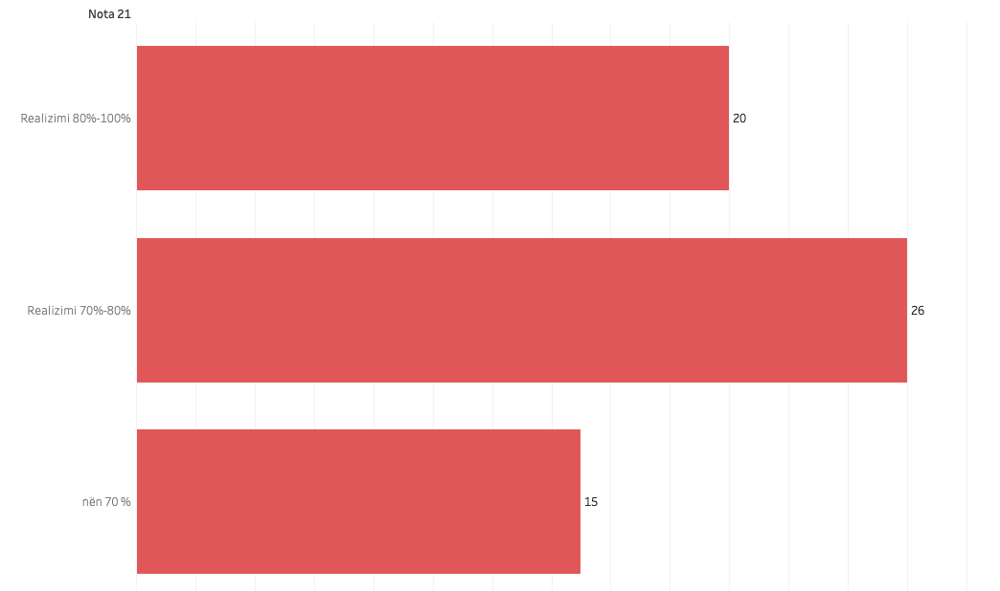 Nota 21
Realizimi 80%-100%
20
Realizimi 70%-80%
26
nën 70 %
15